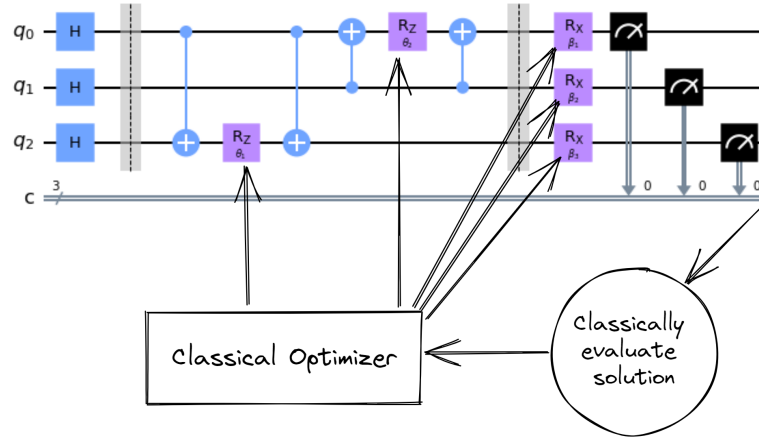 q0 H RX β1
RZ θ2
q1 H RX β2
q2 H RZ θ1 RX β3
c 3 0 0 0
Classical Optimizer
Classically
evaluate
solution